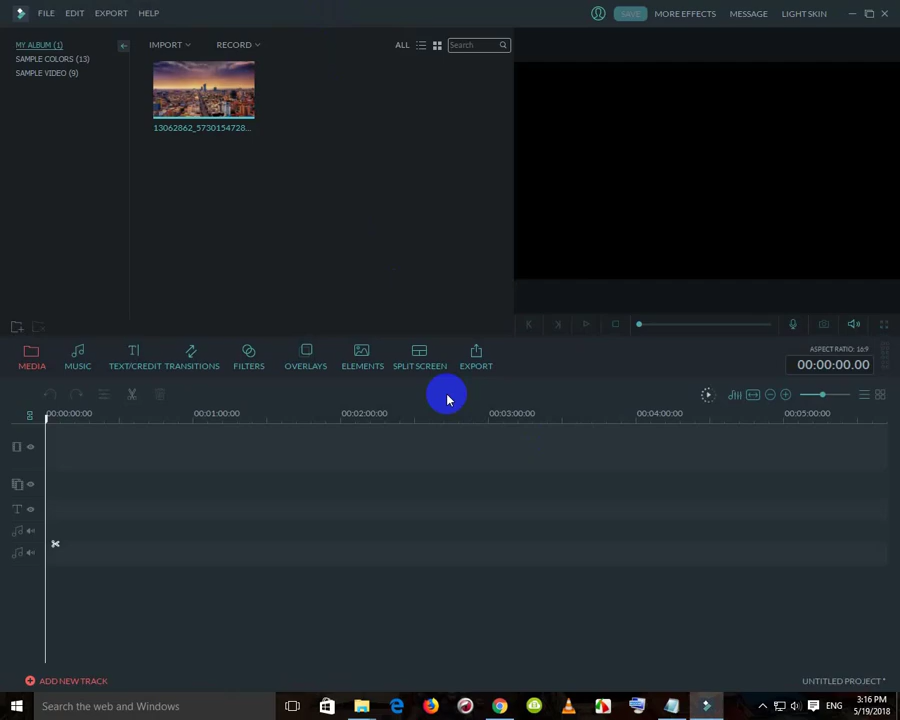 FILE EDIT EXPORT HELP SAVE MORE EFFECTS MESSAGE LIGHT SKIN
MY ALBUM (1)
SAMPLE COLORS (13)
SAMPLE VIDEO (9)
IMPORT RECORD ALL Search
13062862_5730154728...
MEDIA MUSIC TEXT/CREDIT TRANSITIONS FILTERS OVERLAYS ELEMENTS SPLIT SCREEN EXPORT
ASPECT RATIO: 16:9
00:00:00.00
00:00:00:00 00:01:00:00 00:02:00:00 00:03:00:00 00:04:00:00 00:05:00:00
ADD NEW TRACK UNTITLED PROJECT *
Search the web and Windows
ENG
3:16 PM
5/19/2018